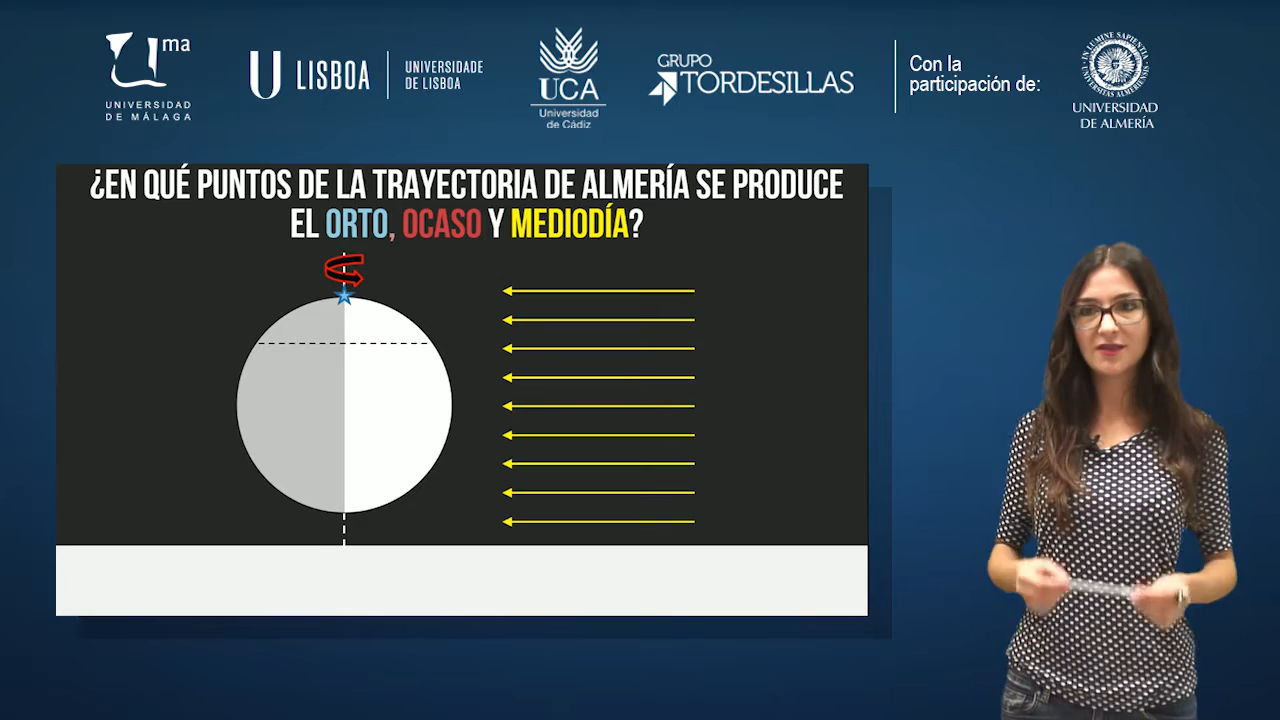 ma
UNIVERSIDAD
DE MÁLAGA
U LISBOA
UNIVERSIDADE
DE LISBOA
UCA
Universidad
de Cádiz
GRUPO
TORDESILLAS
Con la
participación de:
UNIVERSIDAD
DE ALMERÍA
¿EN QUÉ PUNTOS DE LA TRAYECTORIA DE ALMERÍA SE PRODUCE
EL ORTO, OCASO Y MEDIODÍA?